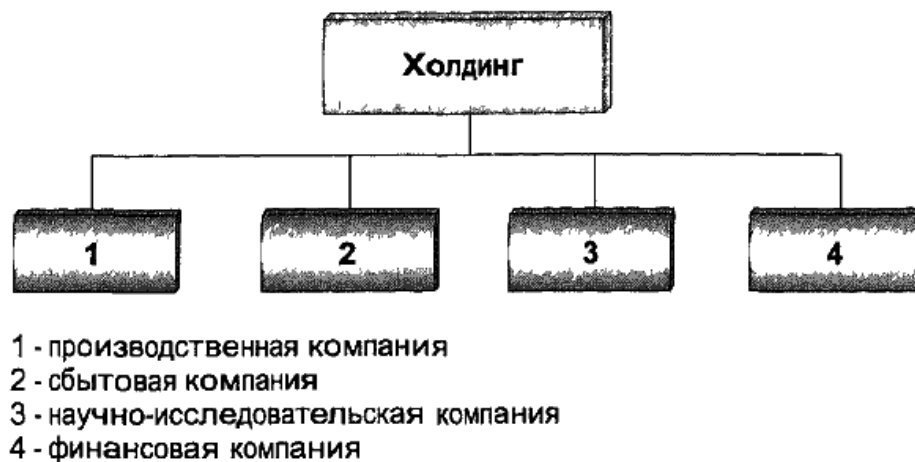 Холдинг
1
2
3
4
1 - производственная компания
2 - сбытовая компания
3 - научно-исследовательская компания
4 - финансовая компания